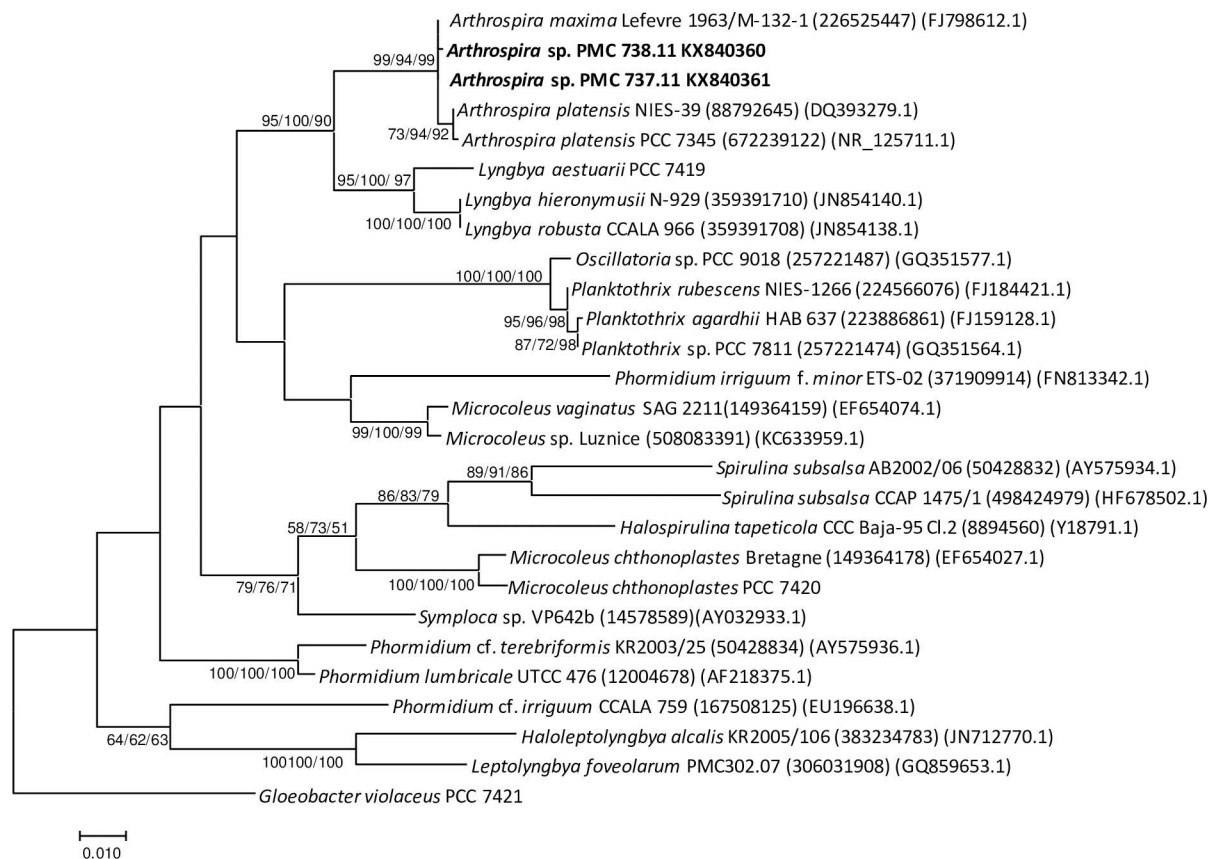 Arthrospira maxima Lefevre 1963/M-132-1 (226525447) (FJ798612.1)
Arthrospira sp. PMC 738.11 KX840360
99/94/99
Arthrospira sp. PMC 737.11 KX840361
Arthrospira platensis NIES-39 (88792645) (DQ393279.1)
95/100/90
73/94/92
Arthrospira platensis PCC 7345 (672239122) (NR_125711.1)
Lyngbya aestuarii PCC 7419
95/100/ 97
Lyngbya hieronymusii N-929 (359391710) (JN854140.1)
100/100/100
Lyngbya robusta CCALA 966 (359391708) (JN854138.1)
Oscillatoria sp. PCC 9018 (257221487) (GQ351577.1)
100/100/100
Planktothrix rubescens NIES-1266 (224566076) (FJ184421.1)
95/96/98
Planktothrix agardhii HAB 637 (223886861) (FJ159128.1)
87/72/98
Planktothrix sp. PCC 7811 (257221474) (GQ351564.1)
Phormidium irriguum f. minor ETS-02 (371909914) (FN813342.1)
Microcoleus vaginatus SAG 2211(149364159) (EF654074.1)
99/100/99
Microcoleus sp. Luznice (508083391) (KC633959.1)
89/91/86
Spirulina subsalsa AB2002/06 (50428832) (AY575934.1)
86/83/79
Spirulina subsalsa CCAP 1475/1 (498424979) (HF678502.1)
58/73/51
Halospirulina tapeticola CCC Baja-95 Cl.2 (8894560) (Y18791.1)
Microcoleus chthonoplastes Bretagne (149364178) (EF654027.1)
79/76/71
100/100/100
Microcoleus chthonoplastes PCC 7420
Symploca sp. VP642b (14578589)(AY032933.1)
Phormidium cf. terebriformis KR2003/25 (50428834) (AY575936.1)
100/100/100
Phormidium lumbricale UTCC 476 (12004678) (AF218375.1)
Phormidium cf. irriguum CCALA 759 (167508125) (EU196638.1)
64/62/63
Haloleptolyngbya alcalis KR2005/106 (383234783) (JN712770.1)
100100/100
Leptolyngbya foveolarum PMC302.07 (306031908) (GQ859653.1)
Gloeobacter violaceus PCC 7421
0.010